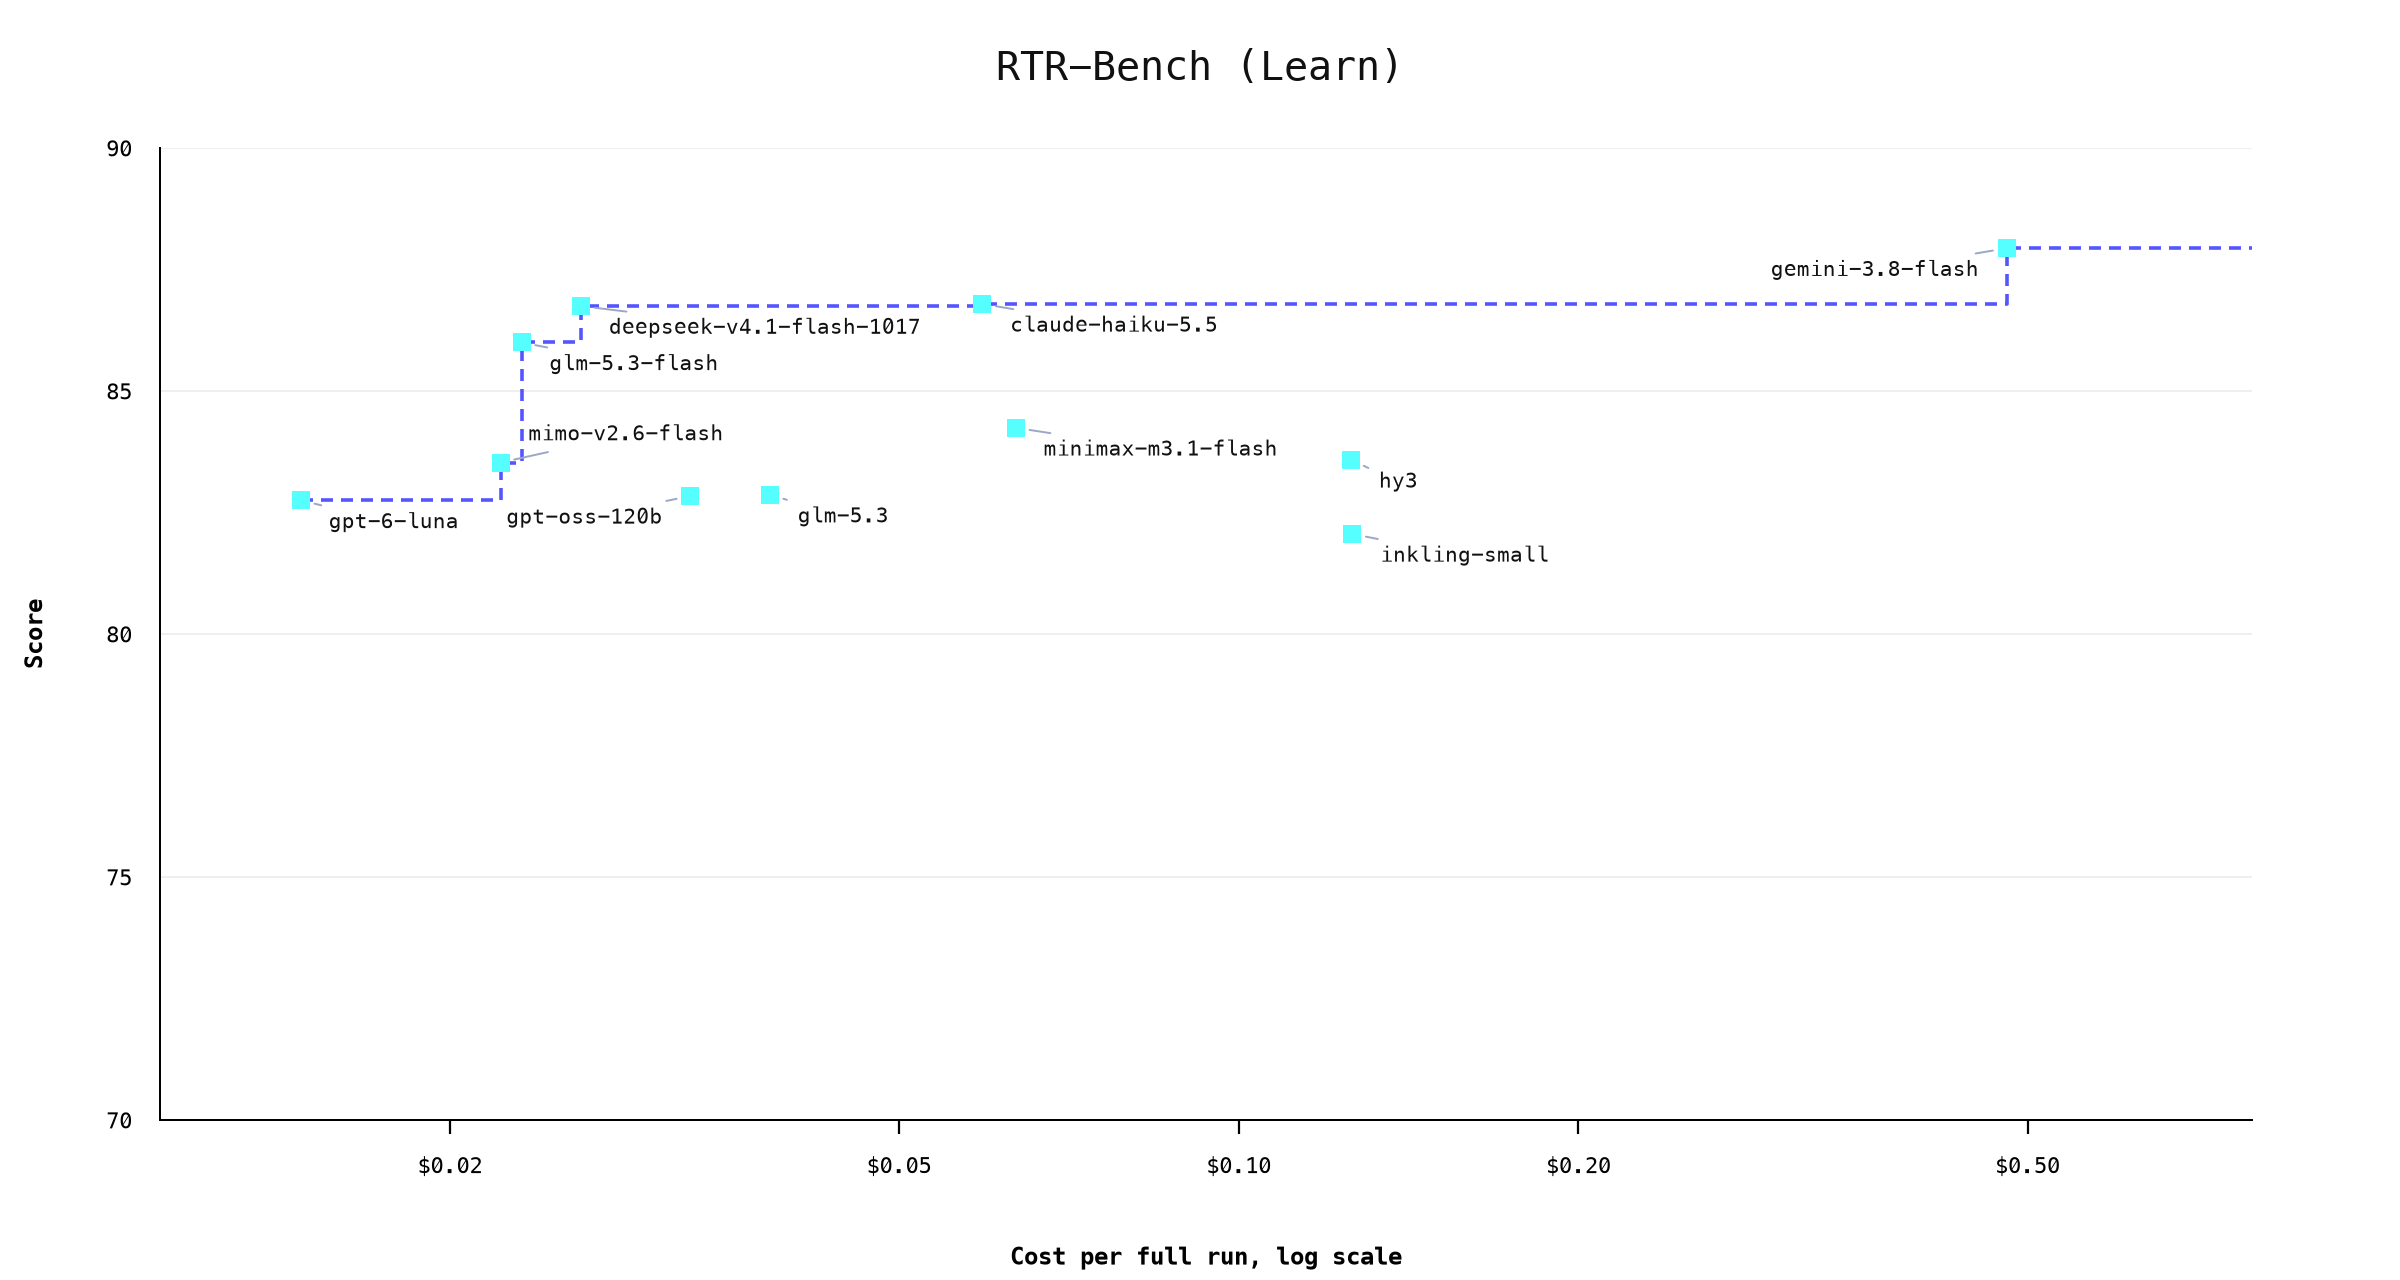 RTR−Bench (Learn)
90
gemini−3.8−flash
deepseek−v4.1−flash−1017
claude−haiku−5.5
glm−5.3−flash
85
mimo−v2.6−flash
minimax−m3.1−flash
hy3
gpt−6−luna
gpt−oss−120b
glm−5.3
inkling−small
Score
80
75
70
$0.02
$0.05
$0.10
$0.20
$0.50
Cost per full run, log scale